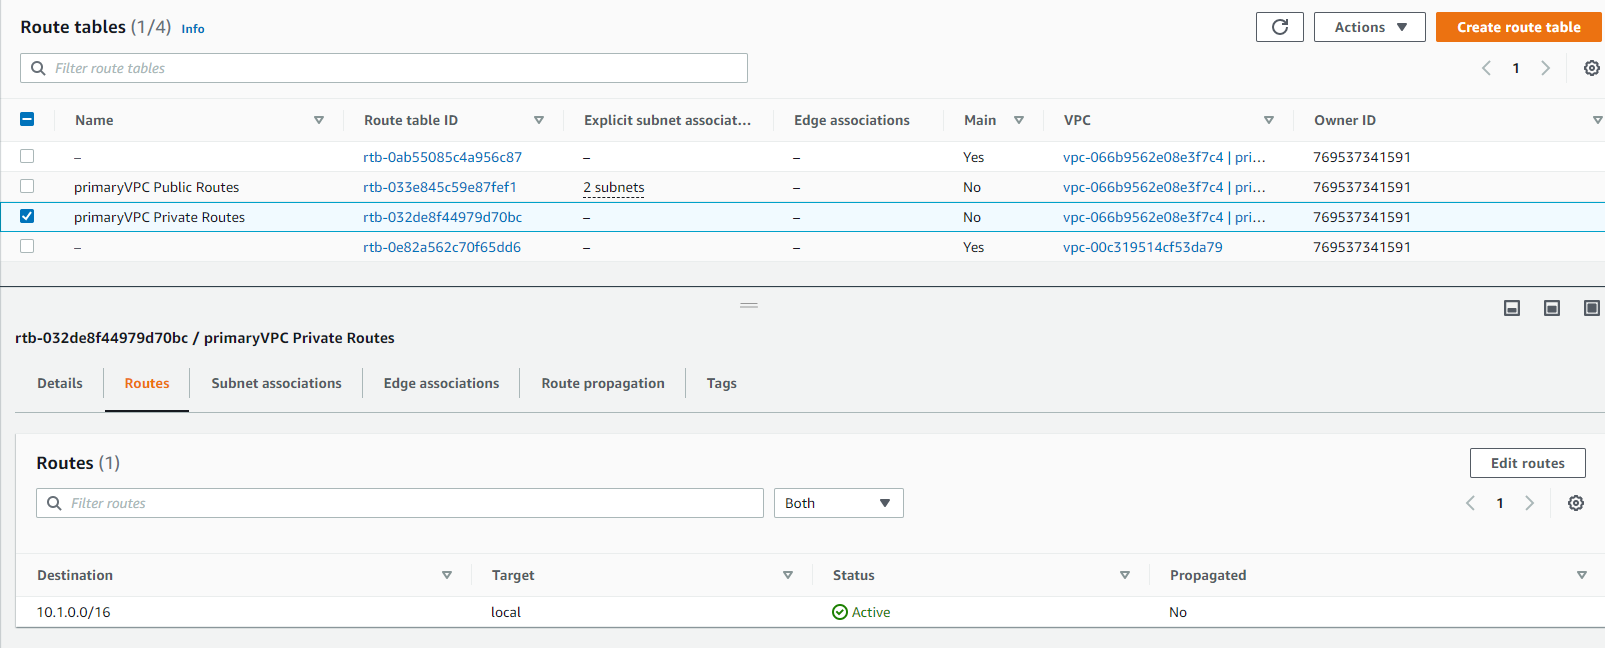 Route tables (1/4) Info
Actions
Create route table
Filter route tables
1
Name Route table ID Explicit subnet associat... Edge associations Main VPC Owner ID
– rtb-0ab55085c4a956c87 – – Yes vpc-066b9562e08e3f7c4 | pri... 769537341591
primaryVPC Public Routes rtb-033e845c59e87fef1 2 subnets – No vpc-066b9562e08e3f7c4 | pri... 769537341591
primaryVPC Private Routes rtb-032de8f44979d70bc – – No vpc-066b9562e08e3f7c4 | pri... 769537341591
– rtb-0e82a562c70f65dd6 – – Yes vpc-00c319514cf53da79 769537341591
rtb-032de8f44979d70bc / primaryVPC Private Routes
Details Routes Subnet associations Edge associations Route propagation Tags
Routes (1)
Edit routes
Filter routes
Both
1
Destination Target Status Propagated
10.1.0.0/16 local Active No